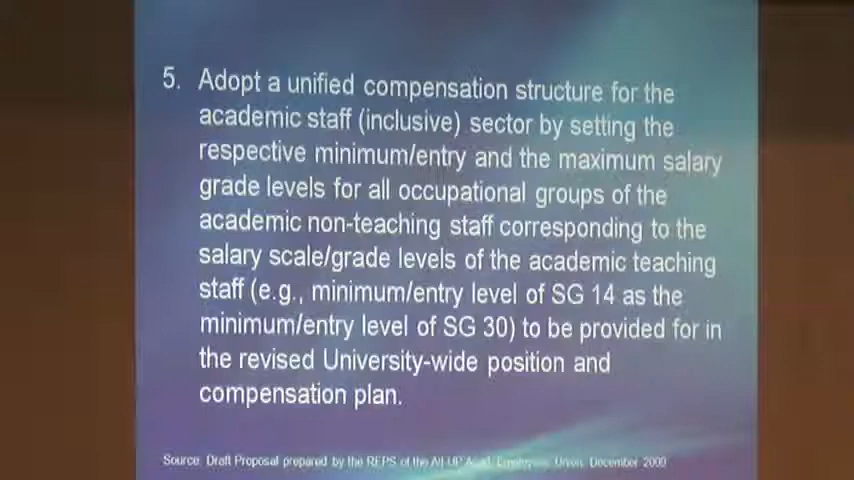 5. Adopt a unified compensation structure for the
academic staff (inclusive) sector by setting the
respective minimum/entry and the maximum salary
grade levels for all occupational groups of the
academic non-teaching staff corresponding to the
salary scale/grade levels of the academic teaching
staff (e.g., minimum/entry level of SG 14 as the
minimum/entry level of SG 30) to be provided for in
the revised University-wide position and
compensation plan.
Source: Draft Proposal prepared by the REPS of the All UP Acad. Employees Union, December 2009